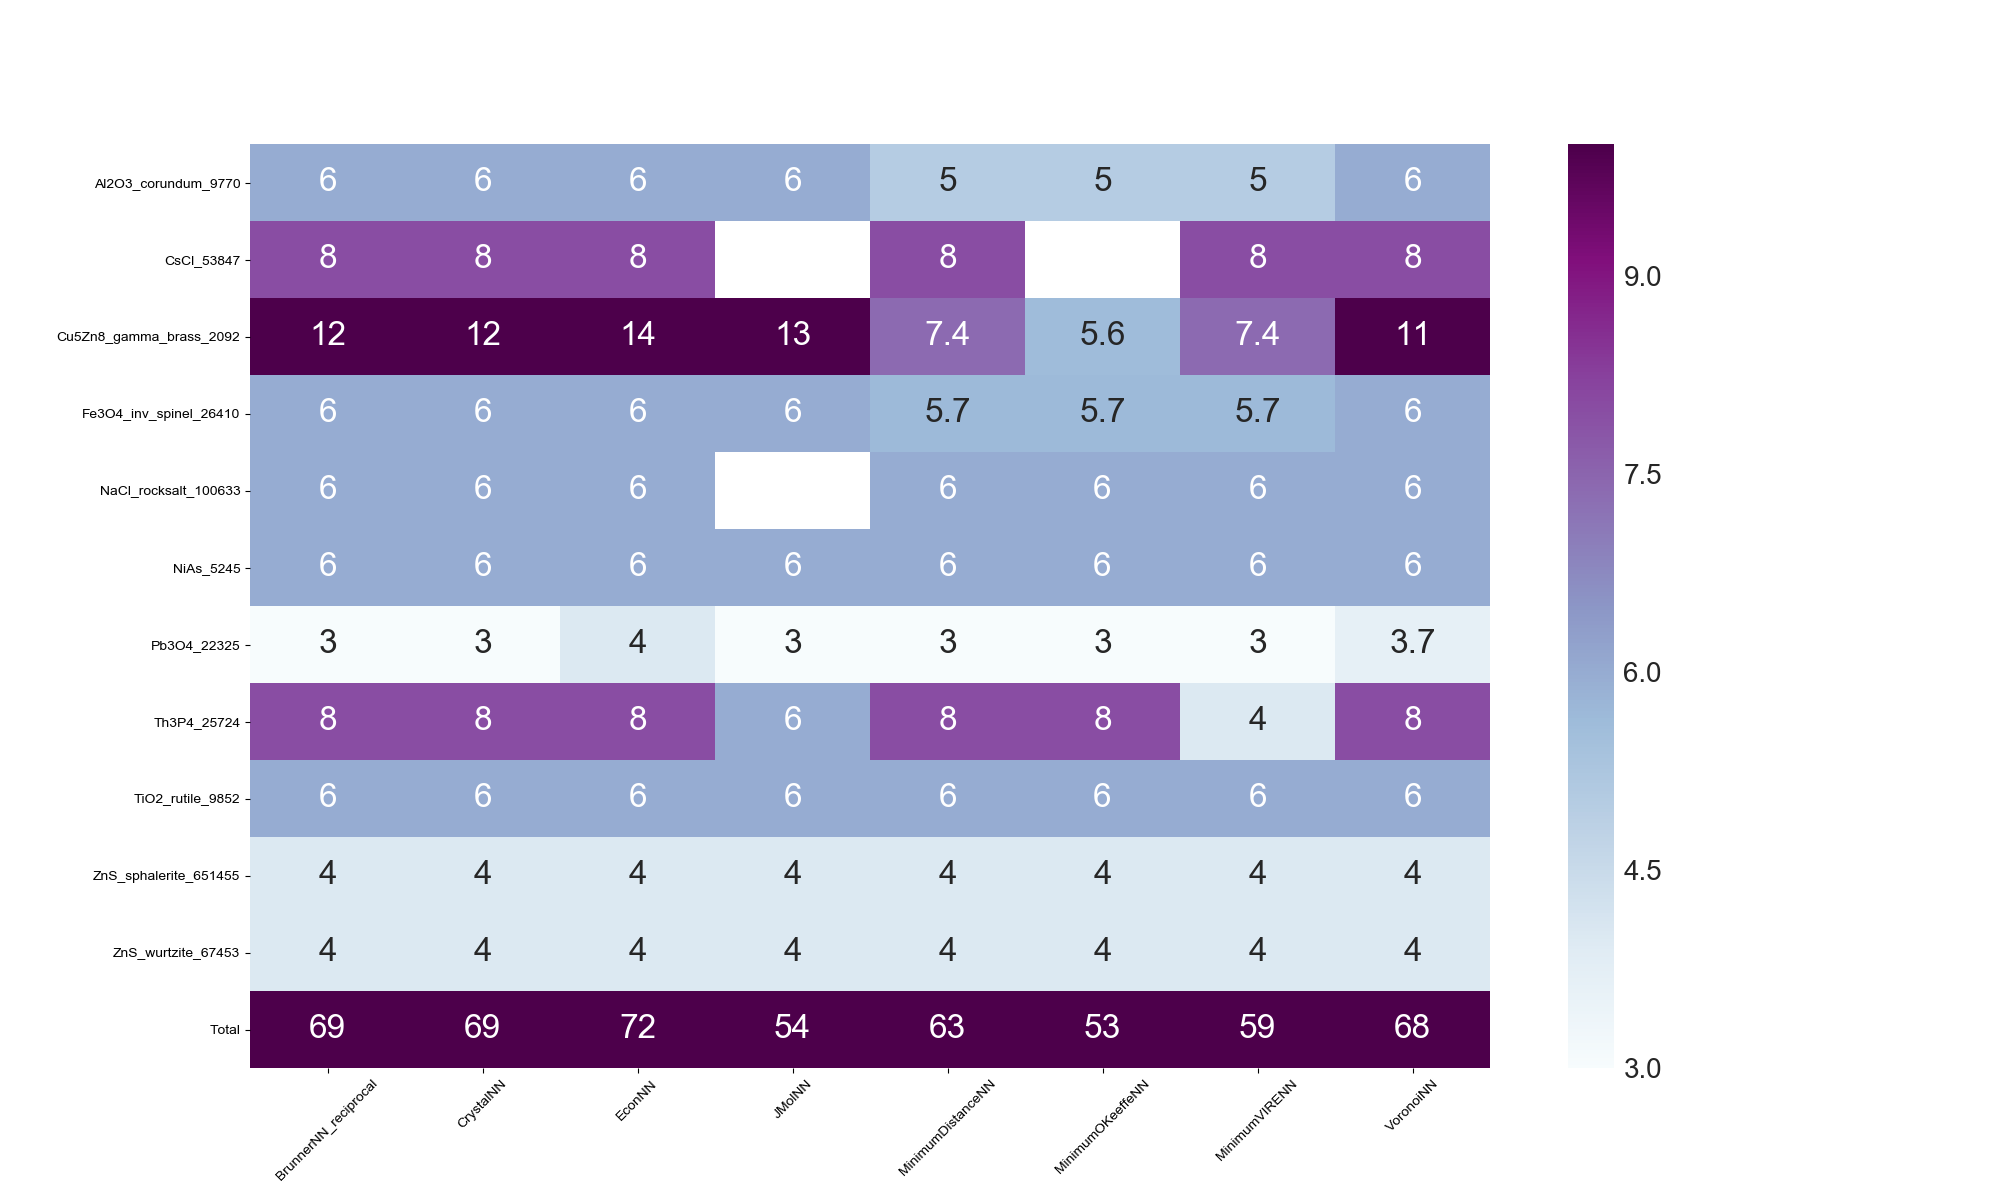 Al2O3_corundum_9770 6 6 6 6 5 5 5 6
CsCl_53847 8 8 8 8 8 8
9.0
Cu5Zn8_gamma_brass_2092 12 12 14 13 7.4 5.6 7.4 11
Fe3O4_inv_spinel_26410 6 6 6 6 5.7 5.7 5.7 6
7.5
NaCl_rocksalt_100633 6 6 6 6 6 6 6
NiAs_5245 6 6 6 6 6 6 6 6
Pb3O4_22325 3 3 4 3 3 3 3 3.7
6.0
Th3P4_25724 8 8 8 6 8 8 4 8
TiO2_rutile_9852 6 6 6 6 6 6 6 6
ZnS_sphalerite_651455 4 4 4 4 4 4 4 4
4.5
ZnS_wurtzite_67453 4 4 4 4 4 4 4 4
Total 69 69 72 54 63 53 59 68
3.0
BrunnerNN_reciprocal
CrystalNN
EconNN
JMolNN
MinimumDistanceNN
MinimumOKeeffeNN
MinimumVIRENN
VoronoiNN